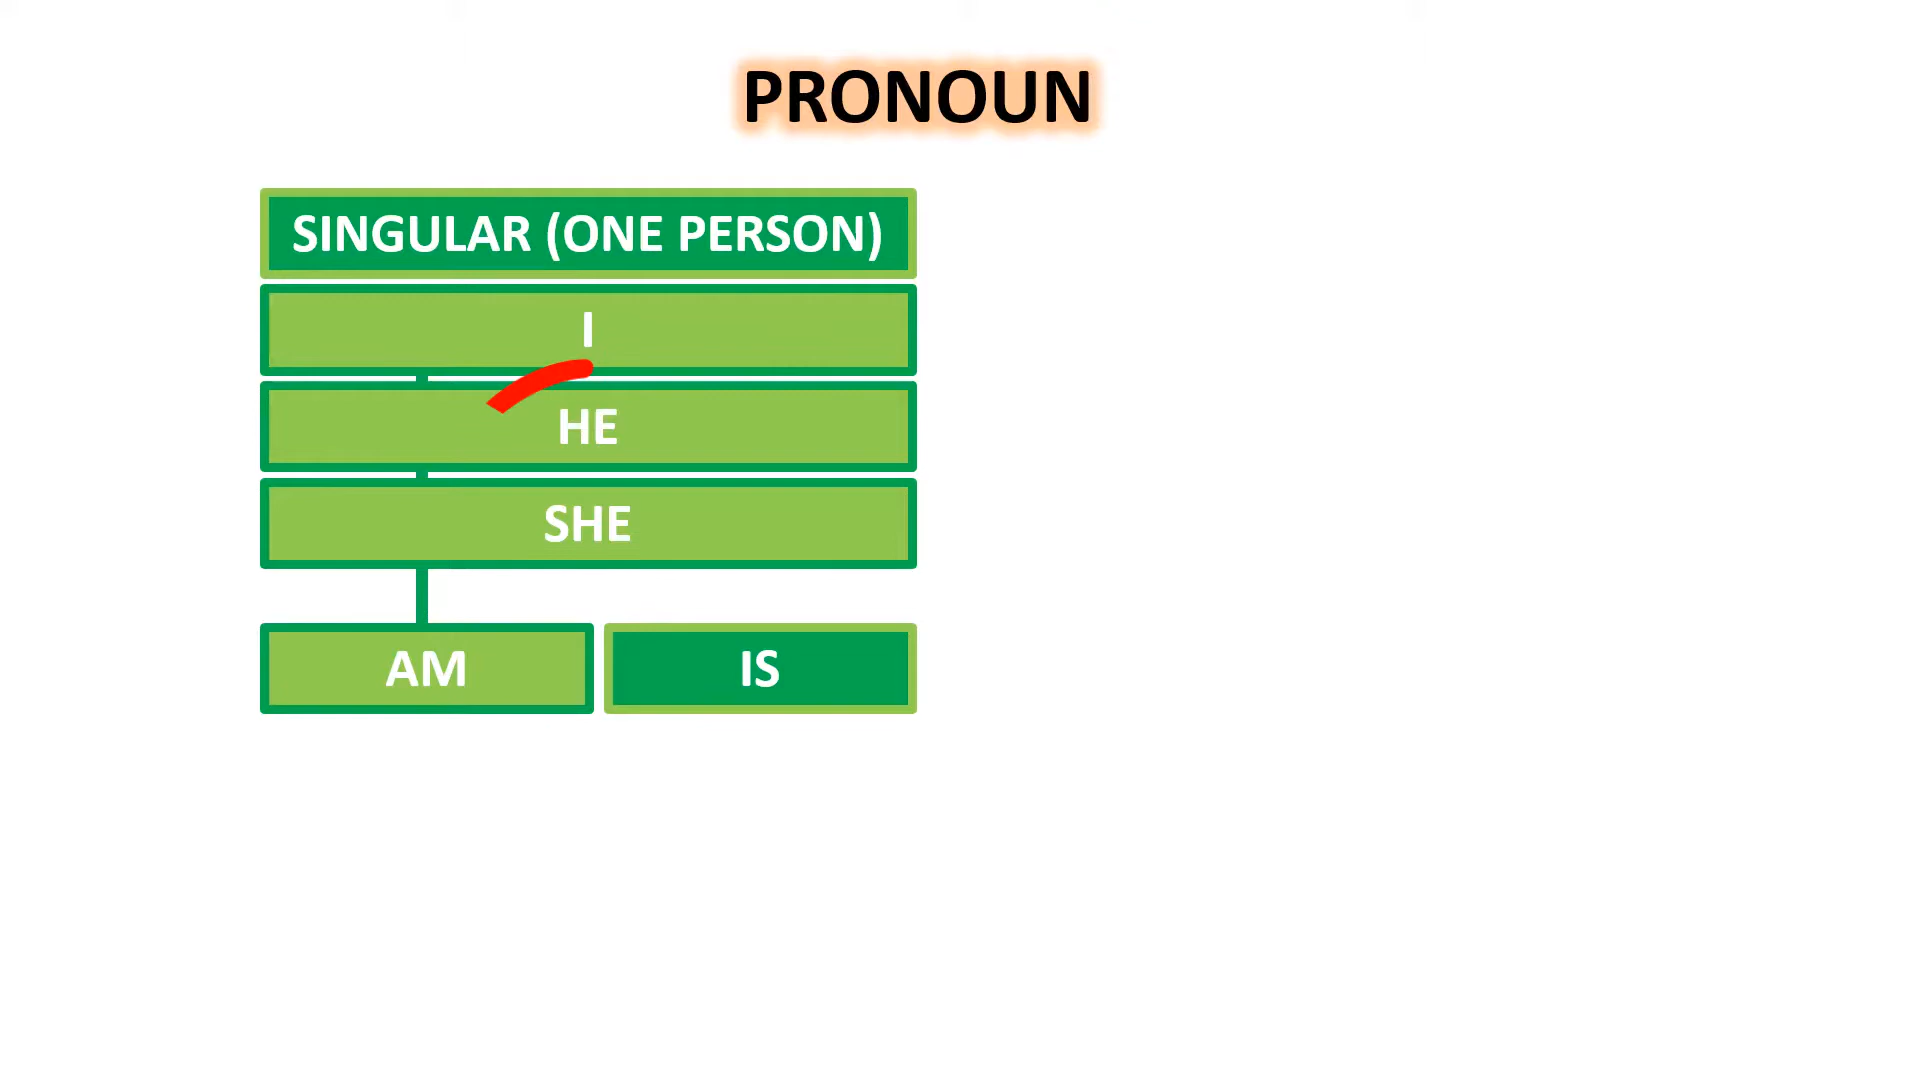 PRONOUN
SINGULAR (ONE PERSON)
I
HE
SHE
AM
IS